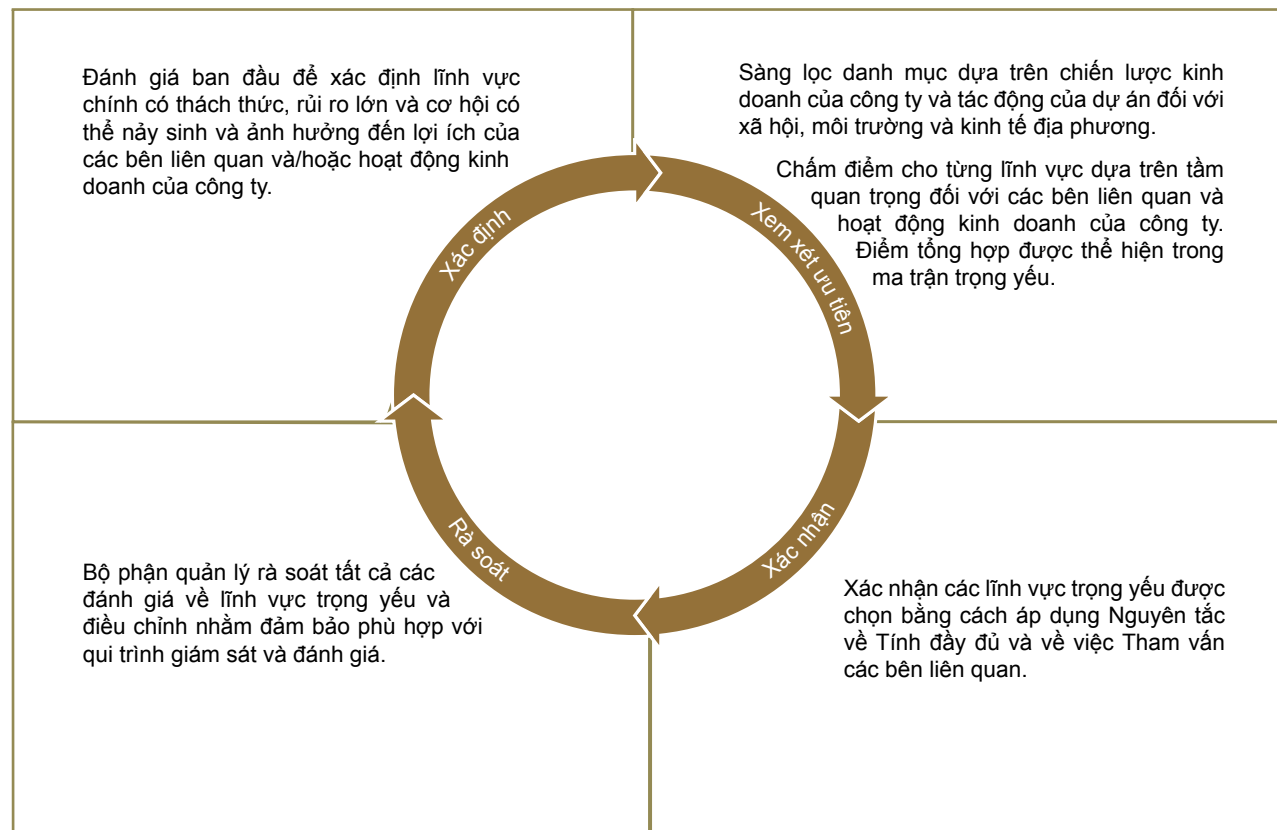 Đánh giá ban đầu để xác định lĩnh vực
chính có thách thức, rủi ro lớn và cơ hội có
thể nảy sinh và ảnh hưởng đến lợi ích của
các bên liên quan và/hoặc hoạt động kinh
doanh của công ty.
Xác định
Sàng lọc danh mục dựa trên chiến lược kinh
doanh của công ty và tác động của dự án đối với
xã hội, môi trường và kinh tế địa phương.
Chấm điểm cho từng lĩnh vực dựa trên tầm
quan trọng đối với các bên liên quan và
hoạt động kinh doanh của công ty.
Điểm tổng hợp được thể hiện trong
ma trận trọng yếu.
Xem xét ưu tiên
Xác nhận
Xác nhận các lĩnh vực trọng yếu được
chọn bằng cách áp dụng Nguyên tắc
về Tính đầy đủ và về việc Tham vấn
các bên liên quan.
Rà soát
Bộ phận quản lý rà soát tất cả các
đánh giá về lĩnh vực trọng yếu và
điều chỉnh nhằm đảm bảo phù hợp với
qui trình giám sát và đánh giá.